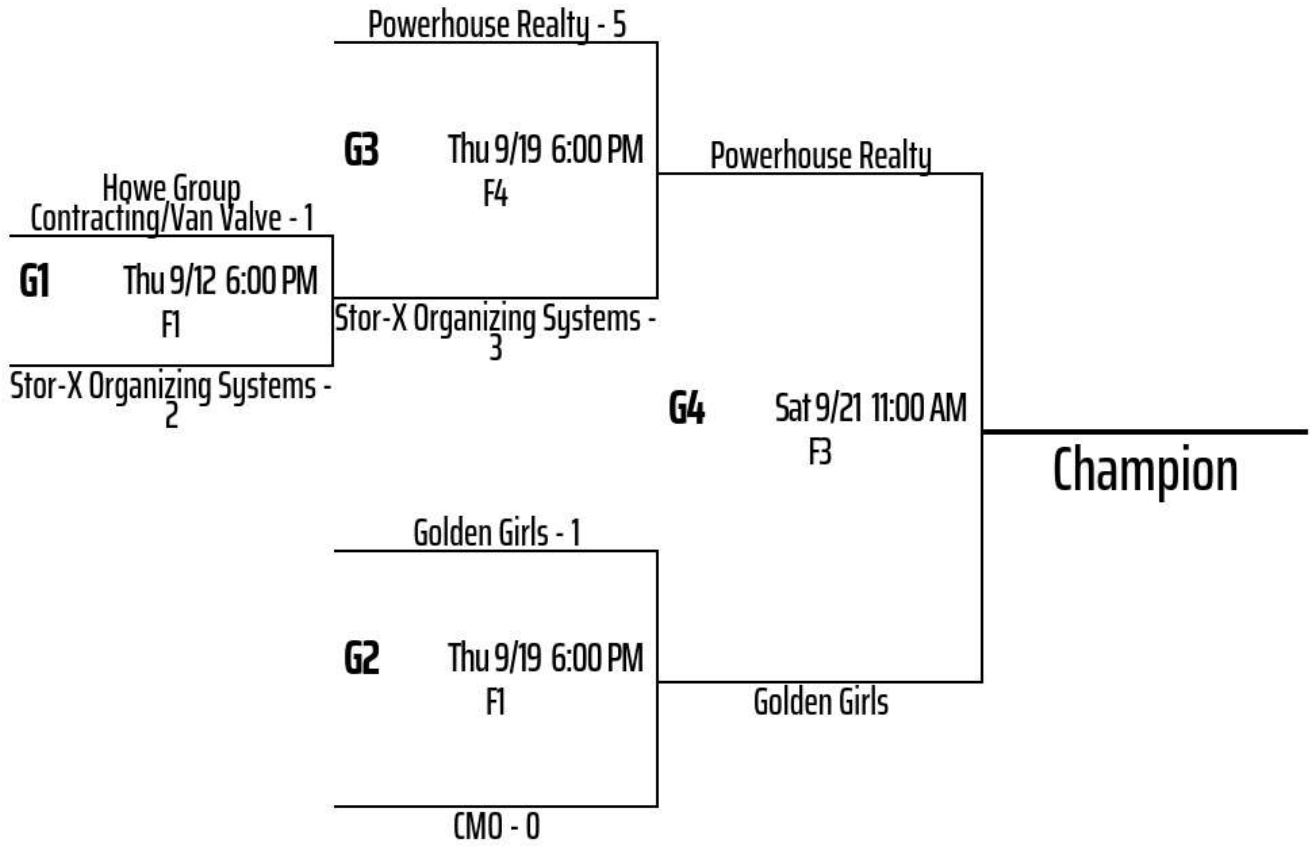 Powerhouse Realty - 5
G3 Thu 9/19 6:00 PM
F4
Powerhouse Realty
Howe Group
Contracting/Van Valve - 1
G1 Thu 9/12 6:00 PM
F1
Stor-X Organizing Systems -
3
Stor-X Organizing Systems -
2
G4 Sat 9/21 11:00 AM
F3
Champion
Golden Girls - 1
G2 Thu 9/19 6:00 PM
F1
Golden Girls
CMO - 0